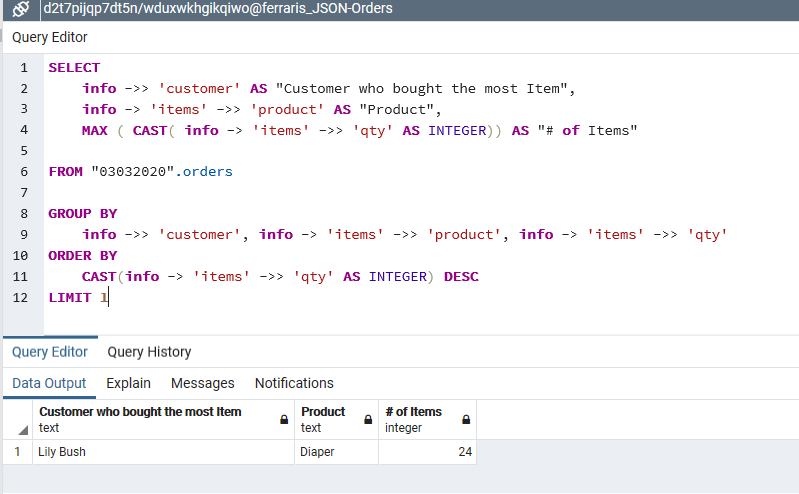 d2t7pijqp7dt5n/wduxwkhgikqiwo@ferraris_JSON-Orders
Query Editor
1 SELECT
2 info ->> 'customer' AS "Customer who bought the most Item",
3 info -> 'items' ->> 'product' AS "Product",
4 MAX ( CAST( info -> 'items' ->> 'qty' AS INTEGER)) AS "# of Items"
5
6 FROM "03032020".orders
7
8 GROUP BY
9 info ->> 'customer', info -> 'items' ->> 'product', info -> 'items' ->> 'qty'
10 ORDER BY
11 CAST(info -> 'items' ->> 'qty' AS INTEGER) DESC
12 LIMIT 1
Query Editor Query History
Data Output Explain Messages Notifications
Customer who bought the most Item Product # of Items
text text integer
1 Lily Bush Diaper 24